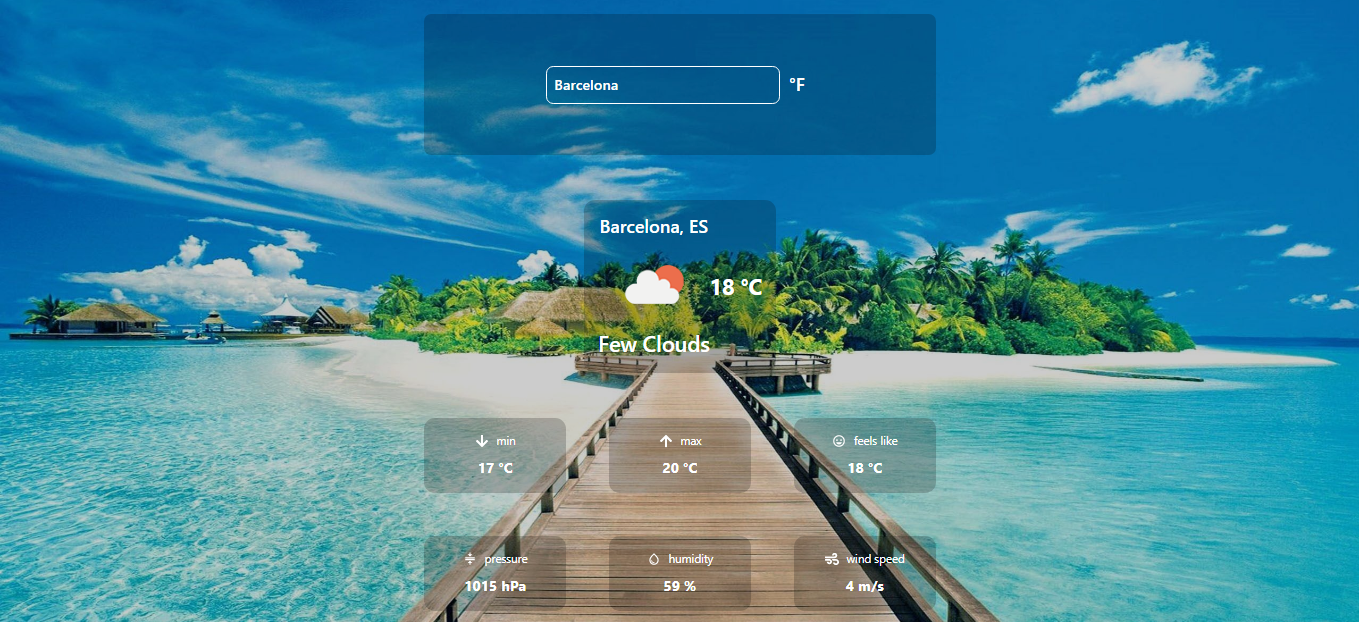 Barcelona °F
Barcelona, ES
18 °C
Few Clouds
min max feels like
17 °C 20 °C 18 °C
pressure humidity wind speed
1015 hPa 59 % 4 m/s